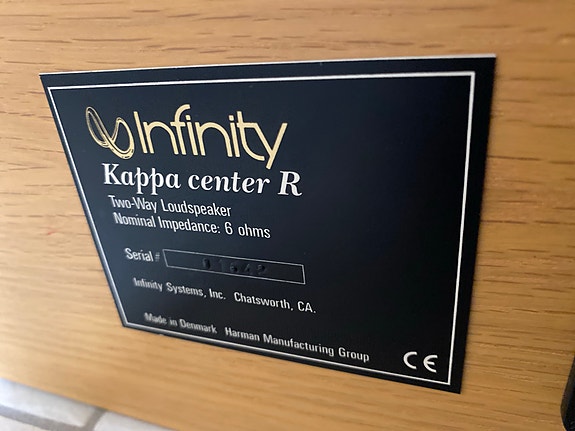 Infinity
Kappa center R
Two-Way Loudspeaker
Nominal Impedance: 6 ohms
Serial #
Infinity Systems, Inc. Chatsworth, CA.
Made in Denmark Harman Manufacturing Group
CE